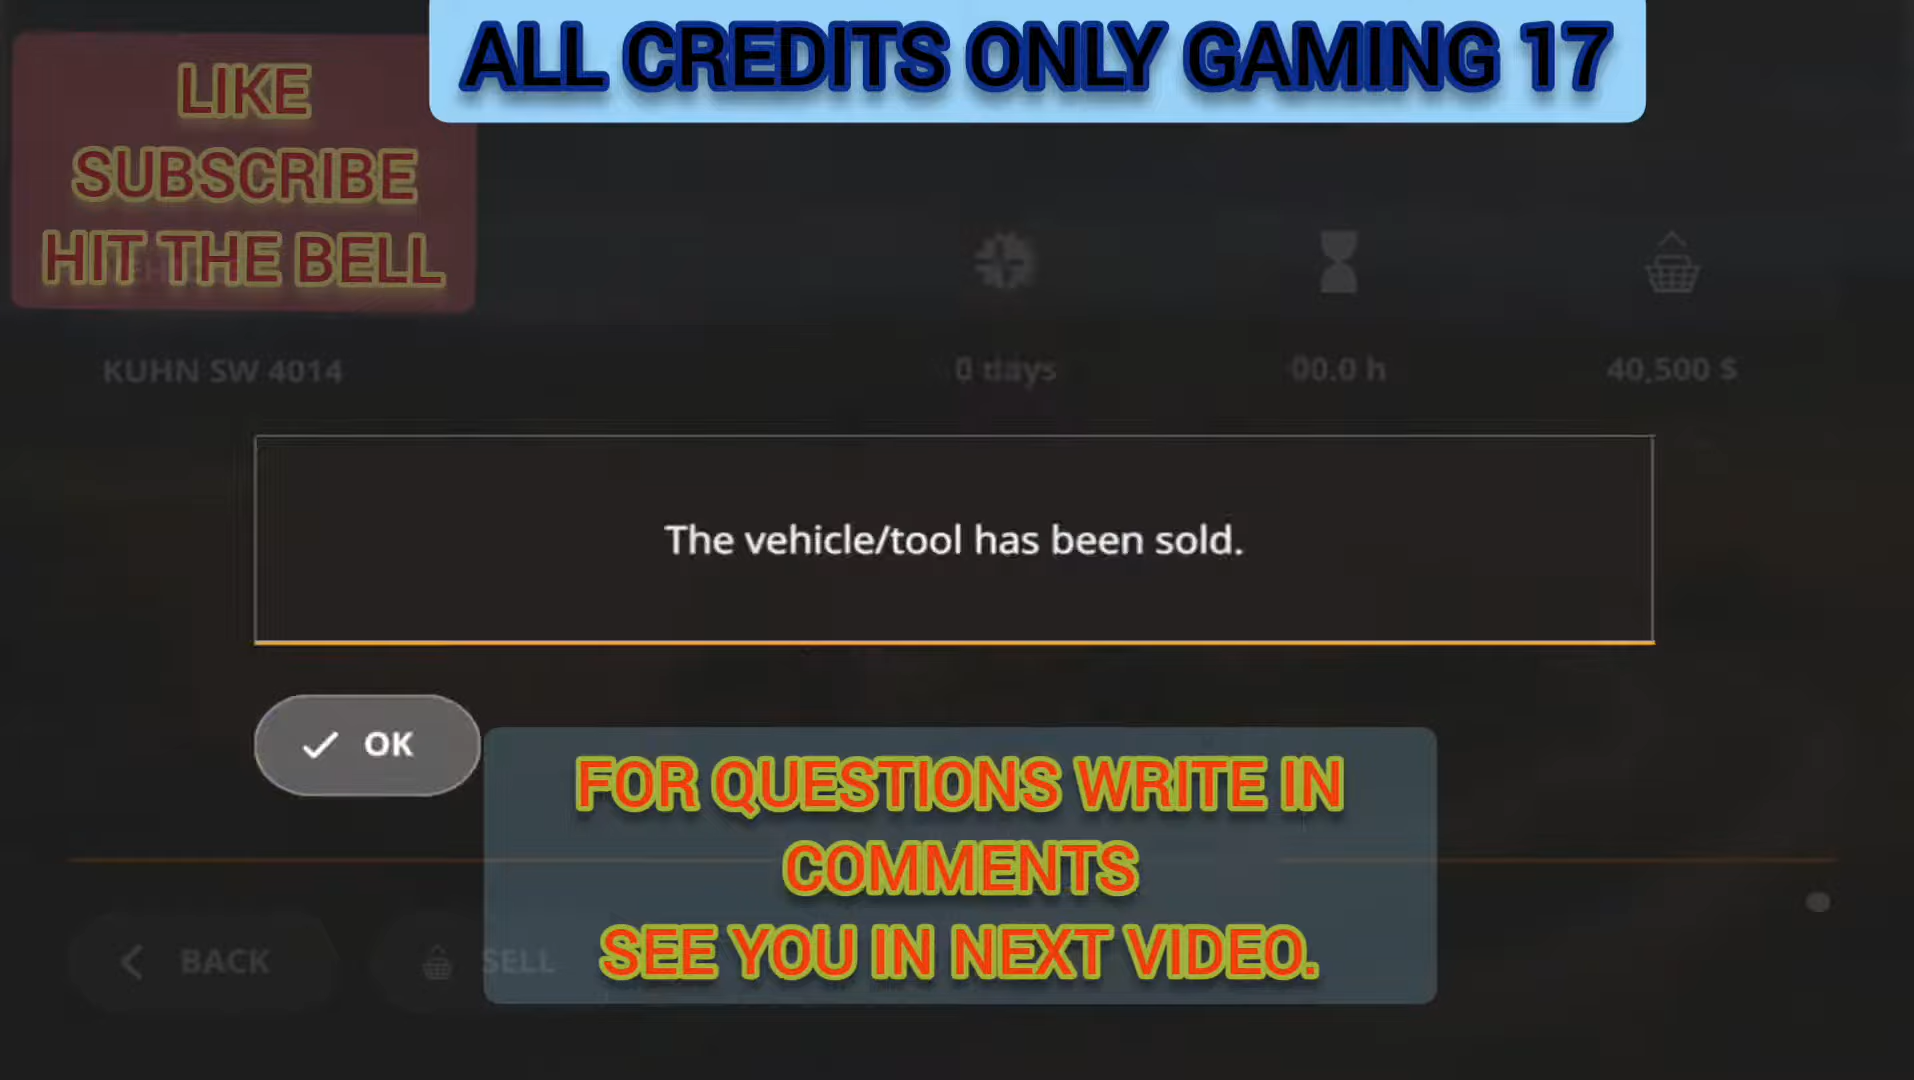 ALL CREDITS ONLY GAMING 17
LIKE
SUBSCRIBE
HIT THE BELL
KUHN SW 4014 0 days 00.0 h 40,500 $
The vehicle/tool has been sold.
OK
FOR QUESTIONS WRITE IN
COMMENTS
SEE YOU IN NEXT VIDEO.
BACK SELL